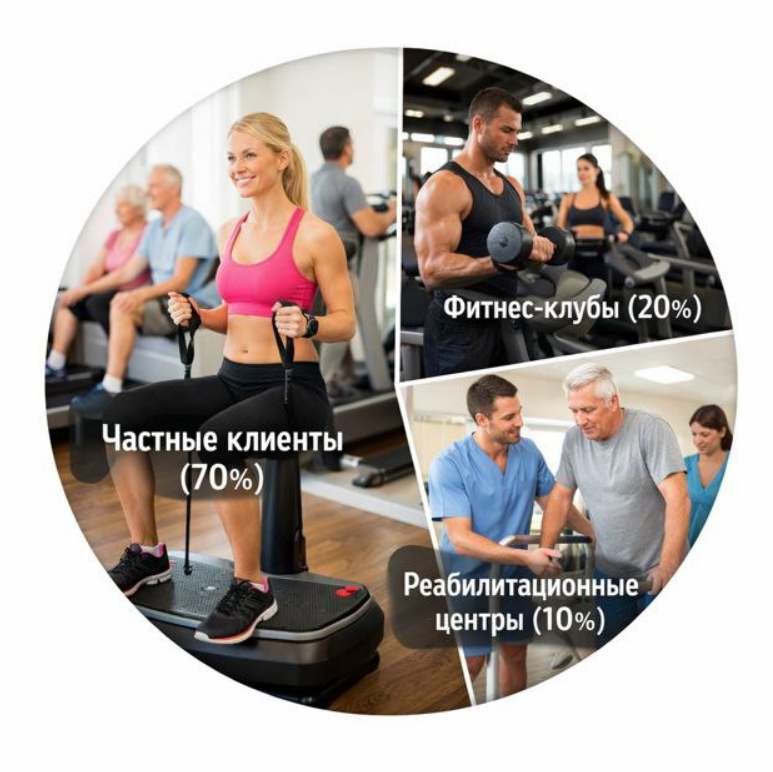 Фитнес-клубы (20%)
Частные клиенты
(70%)
Реабилитационные
центры (10%)